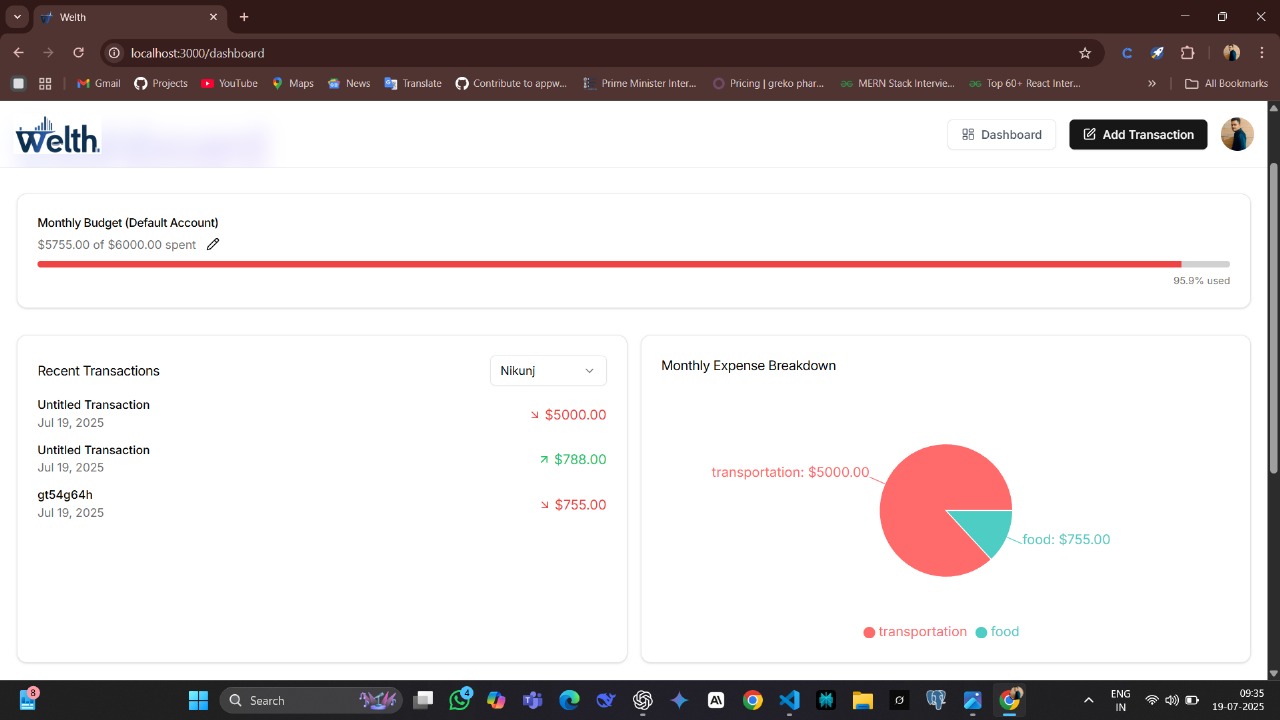 Welth
localhost:3000/dashboard
Gmail
Projects
YouTube
Maps
News
Translate
Contribute to appw...
Prime Minister Inter...
Pricing | greko phar...
MERN Stack Intervie...
Top 60+ React Inter...
All Bookmarks
Welth.
Dashboard
Add Transaction
Monthly Budget (Default Account)
$5755.00 of $6000.00 spent
95.9% used
Recent Transactions
Nikunj
Untitled Transaction
Jul 19, 2025
$5000.00
Untitled Transaction
Jul 19, 2025
$788.00
gt54g64h
Jul 19, 2025
$755.00
Monthly Expense Breakdown
transportation: $5000.00
food: $755.00
transportation
food
8
Search
4
ENG
IN
09:35
19-07-2025